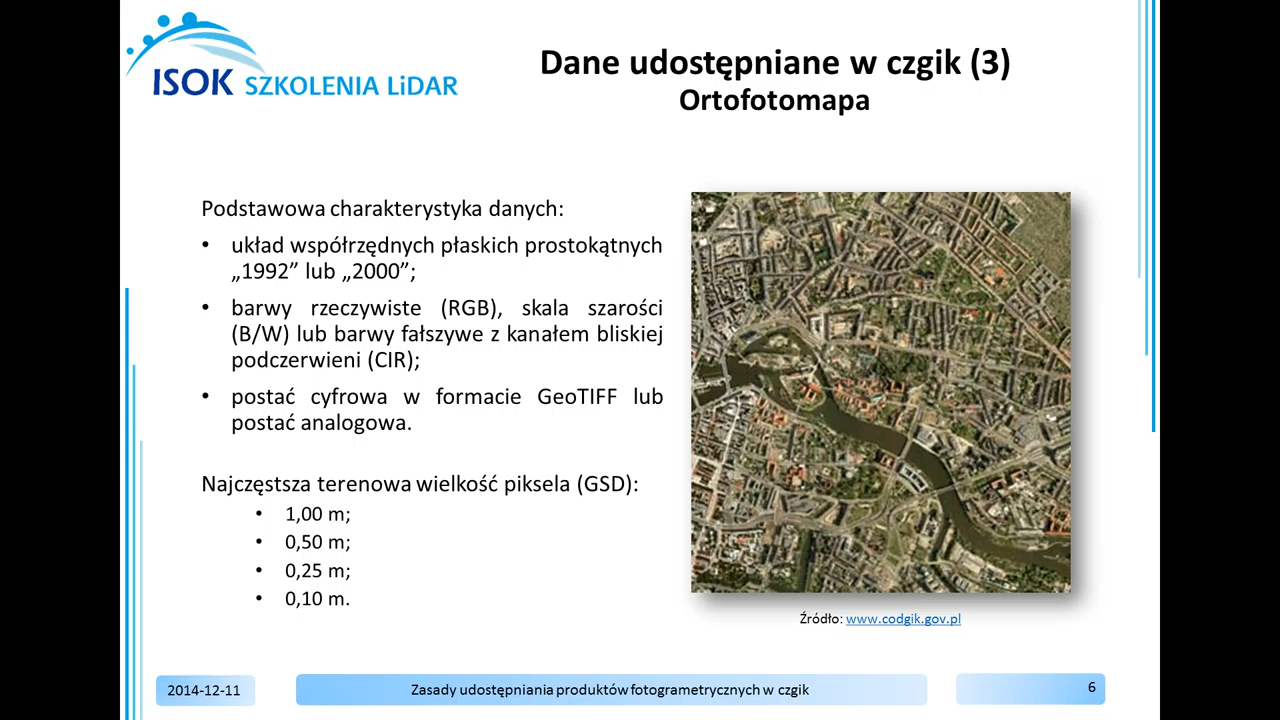 ISOK SZKOLENIA LiDAR
Dane udostępniane w czgik (3)
Ortofotomapa
Podstawowa charakterystyka danych:
• układ współrzędnych płaskich prostokątnych
„1992” lub „2000”;
• barwy rzeczywiste (RGB), skala szarości
(B/W) lub barwy fałszywe z kanałem bliskiej
podczerwieni (CIR);
• postać cyfrowa w formacie GeoTIFF lub
postać analogowa.
Najczęstsza terenowa wielkość piksela (GSD):
• 1,00 m;
• 0,50 m;
• 0,25 m;
• 0,10 m.
Źródło: www.codgik.gov.pl
2014-12-11
Zasady udostępniania produktów fotogrametrycznych w czgik
6